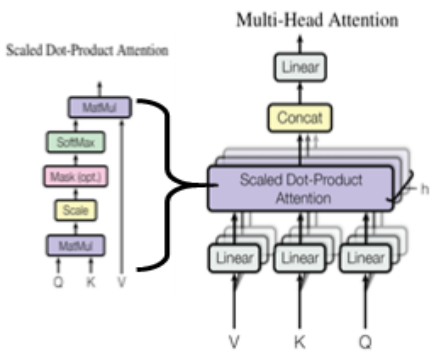 Multi-Head Attention
Scaled Dot-Product Attention
Linear
MatMul
Concat
SoftMax
Mask (opt.)
Scaled Dot-Product
Attention
h
Scale
MatMul
Linear
Linear
Linear
Q K V
V K Q